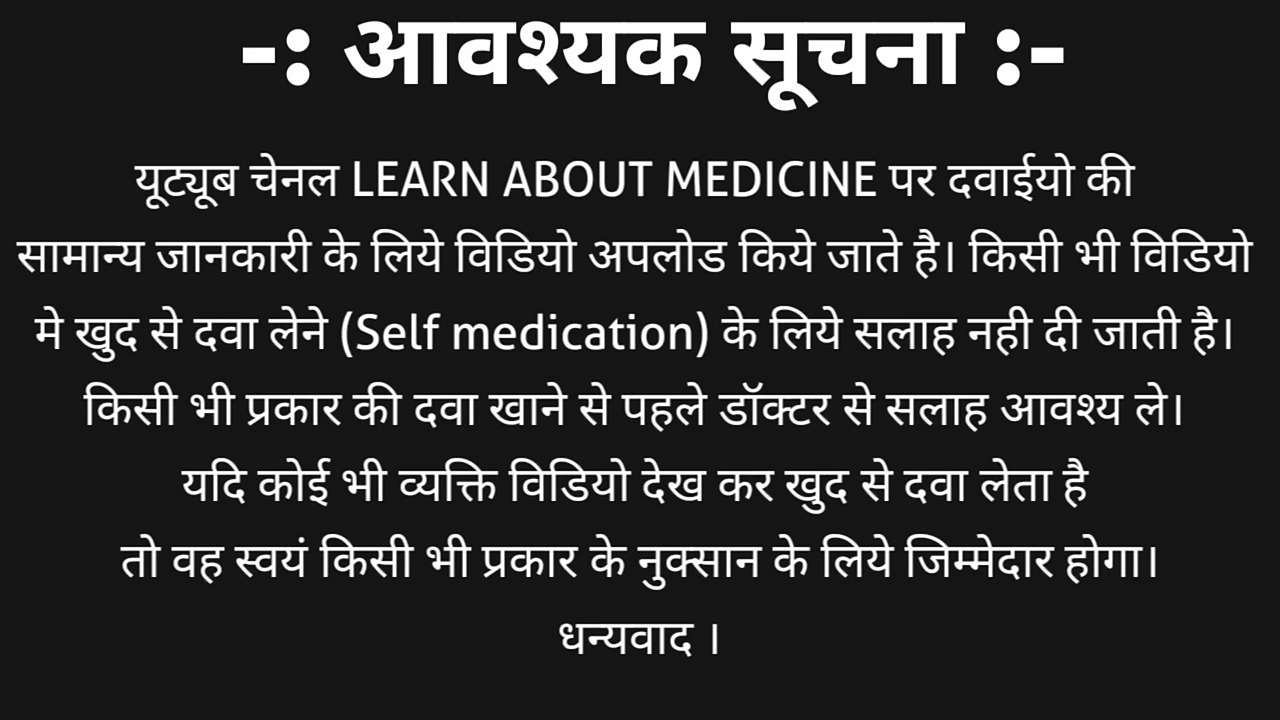 -: आवश्यक सूचना :-
यूट्यूब चेनल LEARN ABOUT MEDICINE पर दवाईयो की
सामान्य जानकारी के लिये विडियो अपलोड किये जाते है। किसी भी विडियो
मे खुद से दवा लेने (Self medication) के लिये सलाह नही दी जाती है।
किसी भी प्रकार की दवा खाने से पहले डॉक्टर से सलाह आवश्य ले।
यदि कोई भी व्यक्ति विडियो देख कर खुद से दवा लेता है
तो वह स्वयं किसी भी प्रकार के नुक्सान के लिये जिम्मेदार होगा।
धन्यवाद ।